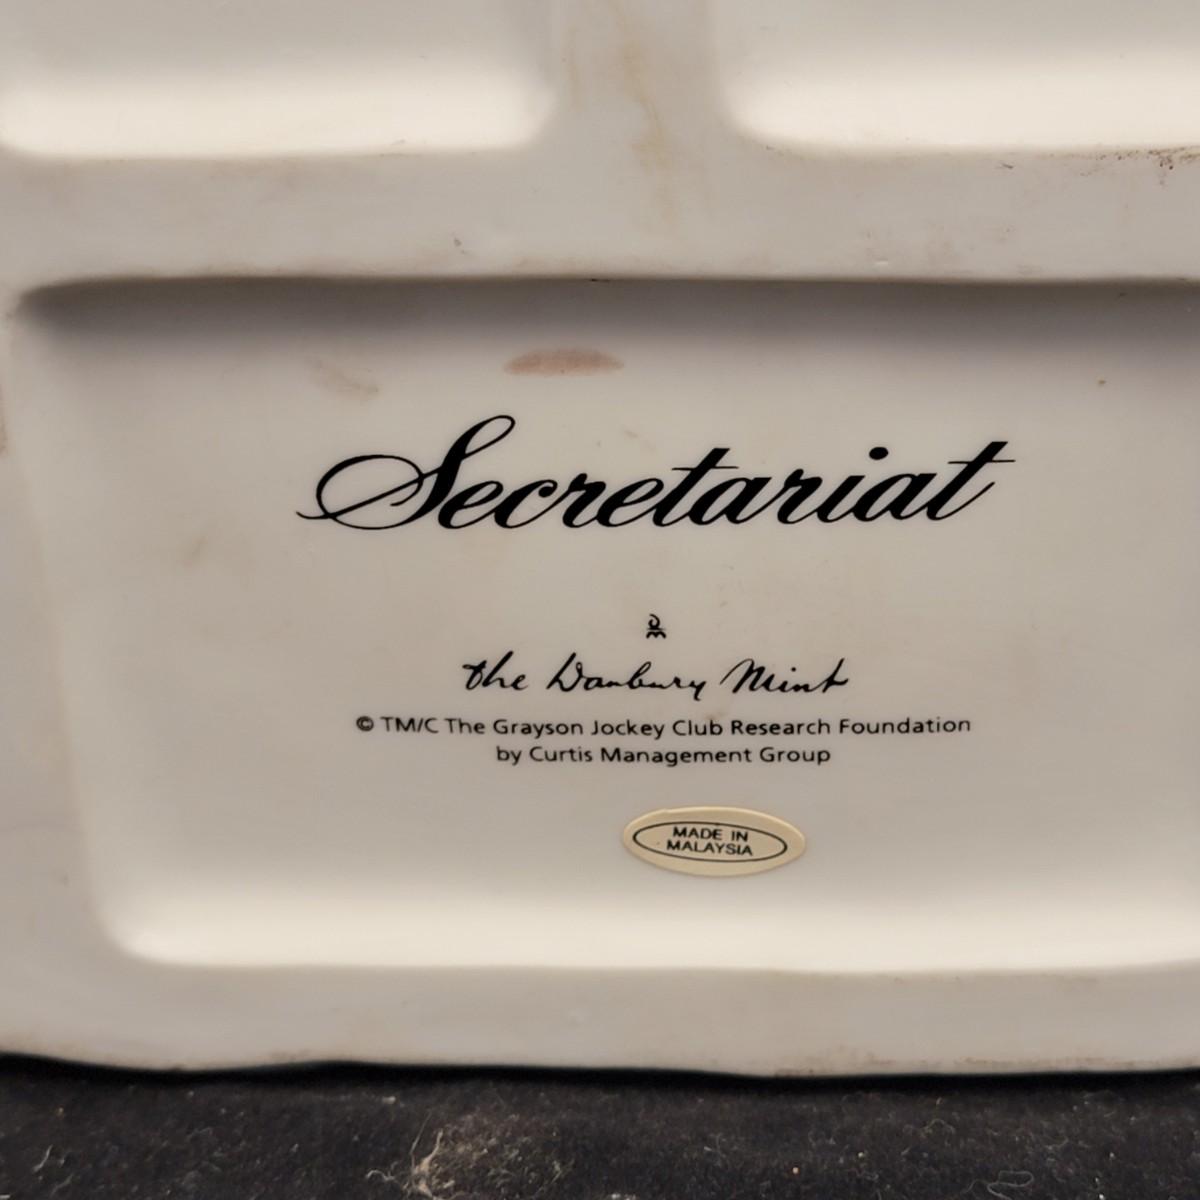 Secretariat
the Danbury Mint
© TM/C The Grayson Jockey Club Research Foundation
by Curtis Management Group
MADE IN
MALAYSIA